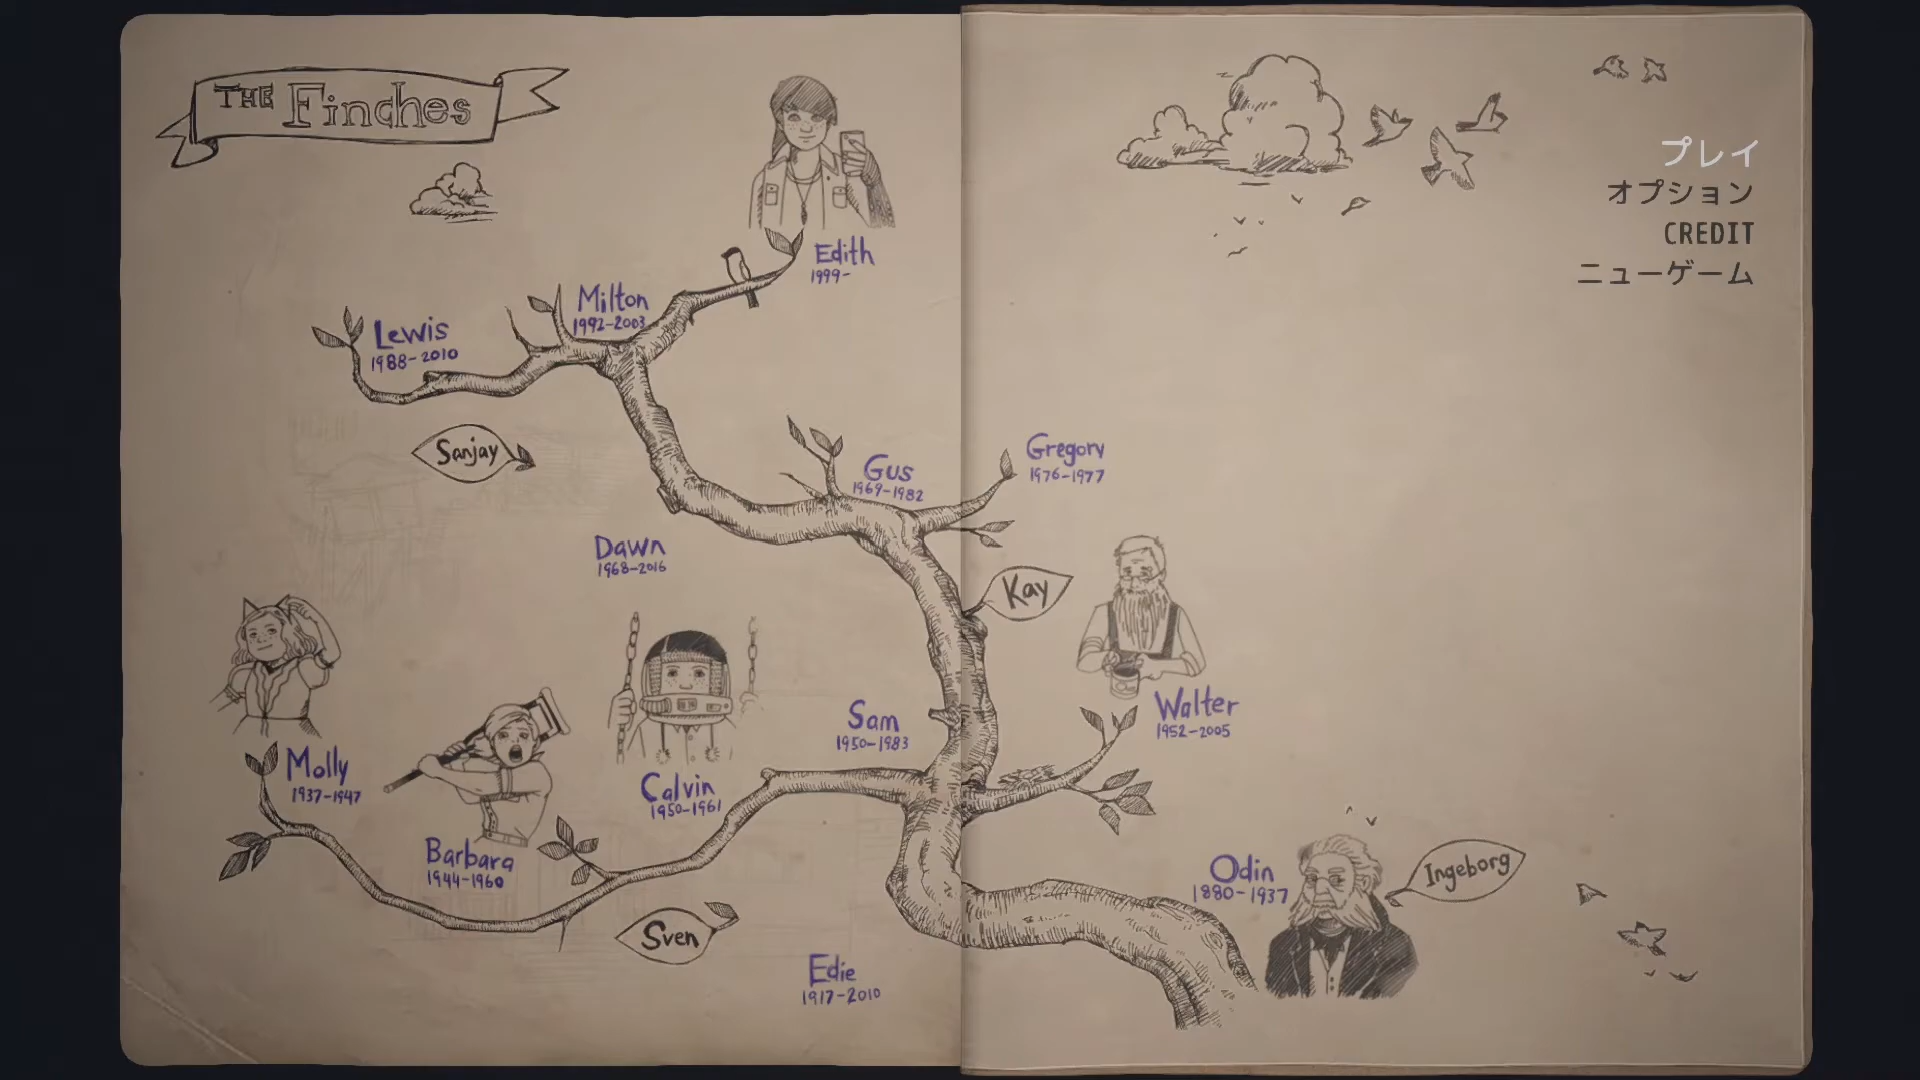 THE Finches
Edith
1999-
Milton
1992-2003
Lewis
1988-2010
Sanjay
Gus
1969-1982
Gregory
1976-1977
Dawn
1968-2016
Kay
Walter
1952-2005
Sam
1950-1983
Calvin
1950-1961
Molly
1937-1947
Barbara
1944-1960
Sven
Edie
1917-2010
Odin
1880-1937
Ingeborg
プレイ
オプション
CREDIT
ニューゲーム